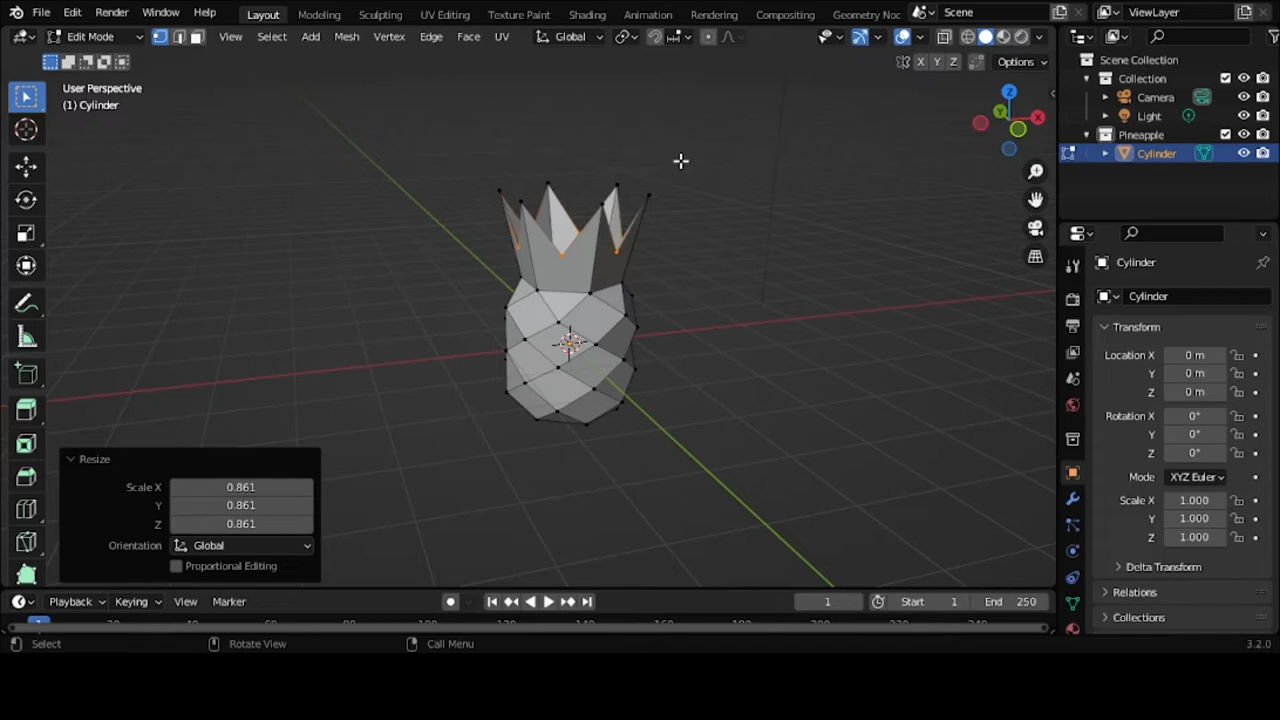 File Edit Render Window Help Layout Modeling Sculpting UV Editing Texture Paint Shading Animation Rendering Compositing Geometry Noc Scene ViewLayer
Edit Mode View Select Add Mesh Vertex Edge Face UV Global
X Y Z Options
User Perspective
(1) Cylinder
Z
Y
X
Scene Collection
Collection
Camera
Light
Pineapple
Cylinder
Cylinder
Cylinder
Transform
Location X 0 m
Y 0 m
Z 0 m
Rotation X 0°
Y 0°
Z 0°
Mode XYZ Euler
Scale X 1.000
Y 1.000
Z 1.000
Delta Transform
Relations
Collections
Resize
Scale X 0.861
Y 0.861
Z 0.861
Orientation Global
Proportional Editing
Playback Keying View Marker 1 Start 1 End 250
Select Rotate View Call Menu 3.2.0